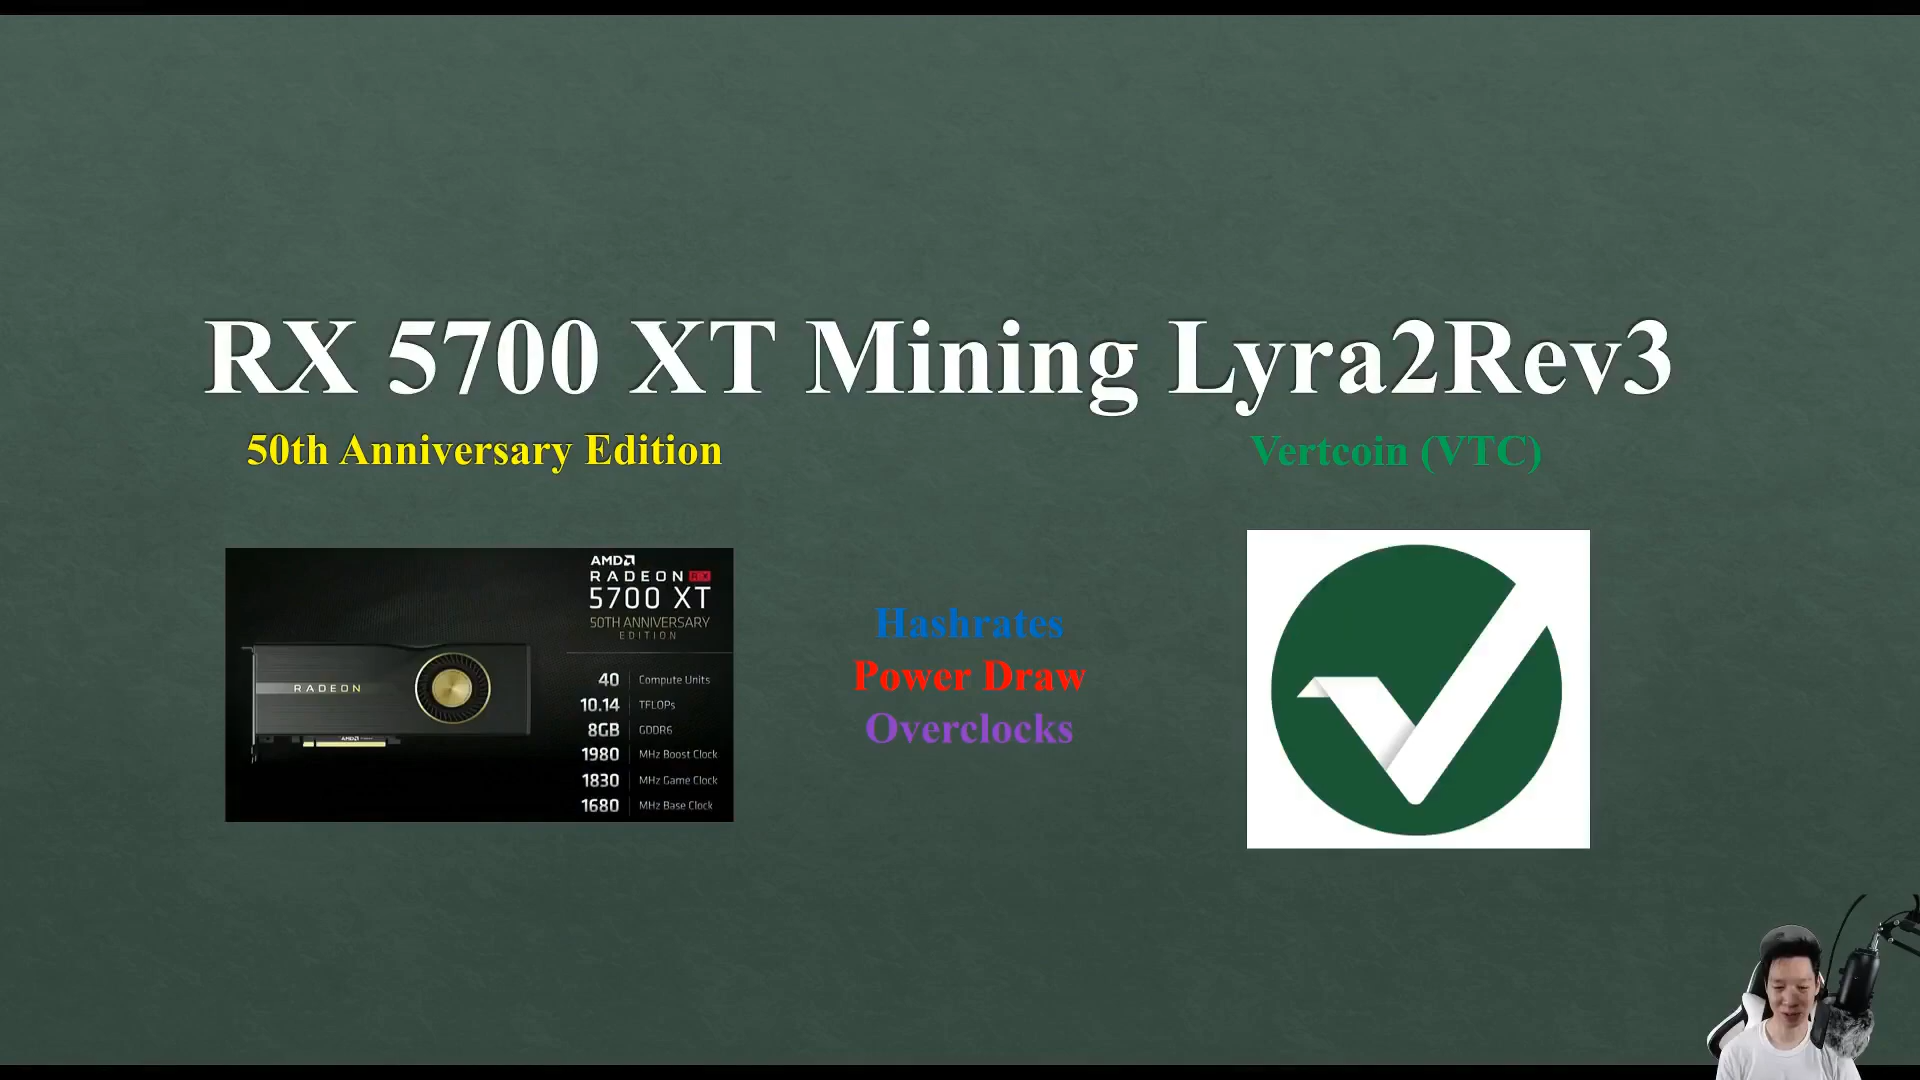 RX 5700 XT Mining Lyra2Rev3
50th Anniversary Edition
Vertcoin (VTC)
AMD
RADEON RX
5700 XT
50TH ANNIVERSARY
EDITION
RADEON
AMD
40 Compute Units
10.14 TFLOPs
8GB GDDR6
1980 MHz Boost Clock
1830 MHz Game Clock
1680 MHz Base Clock
Hashrates
Power Draw
Overclocks